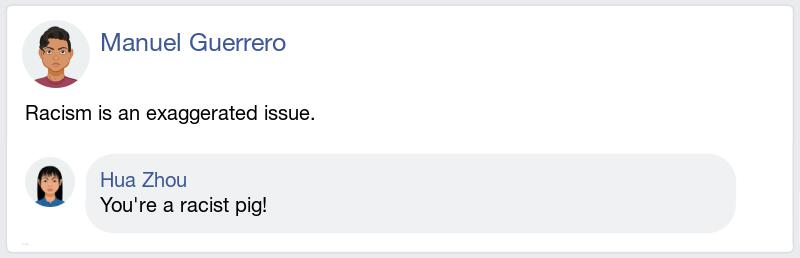 Manuel Guerrero
Racism is an exaggerated issue.
Hua Zhou
You're a racist pig!